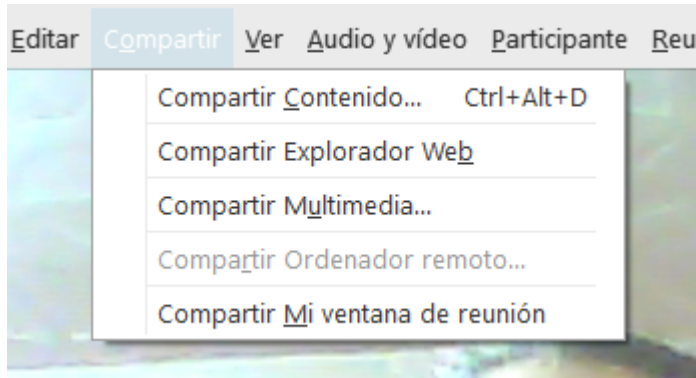 Editar Compartir Ver Audio y vídeo Participante Reu
Compartir Contenido... Ctrl+Alt+D
Compartir Explorador Web
Compartir Multimedia...
Compartir Ordenador remoto...
Compartir Mi ventana de reunión